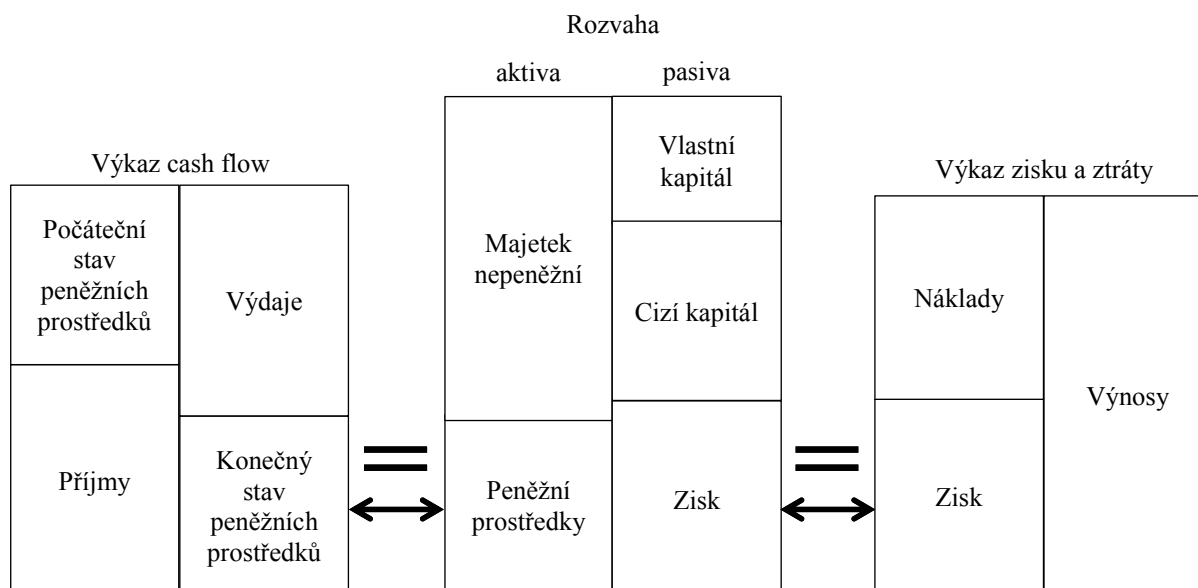 Rozvaha
aktiva
pasiva
Výkaz cash flow
Počáteční
stav
peněžních
prostředků
Příjmy
Výdaje
Konečný
stav
peněžních
prostředků
Majetek
nepeněžní
Peněžní
prostředky
Vlastní
kapitál
Cizí kapitál
Zisk
Výkaz zisku a ztráty
Náklady
Zisk
Výnosy